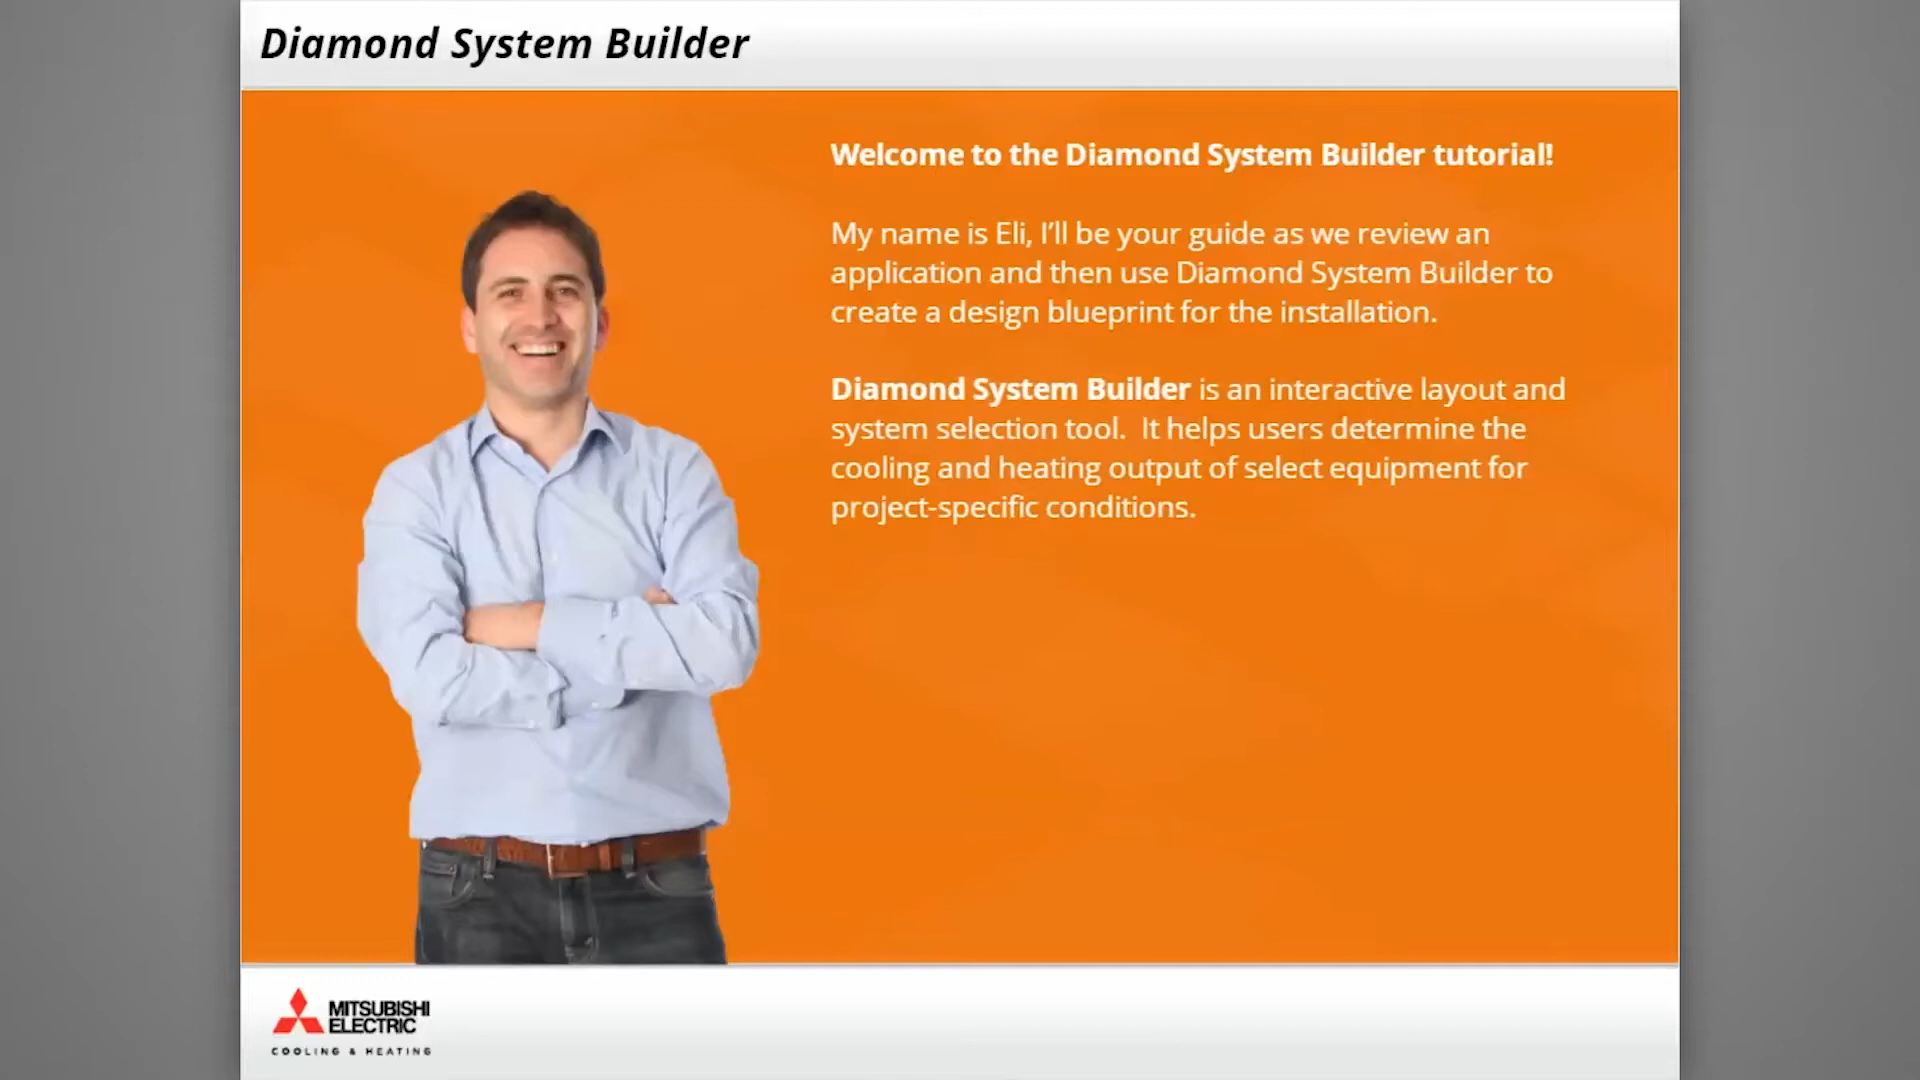 Diamond System Builder
Welcome to the Diamond System Builder tutorial!
My name is Eli, I’ll be your guide as we review an
application and then use Diamond System Builder to
create a design blueprint for the installation.
Diamond System Builder is an interactive layout and
system selection tool.  It helps users determine the
cooling and heating output of select equipment for
project-specific conditions.
MITSUBISHI
ELECTRIC
COOLING & HEATING